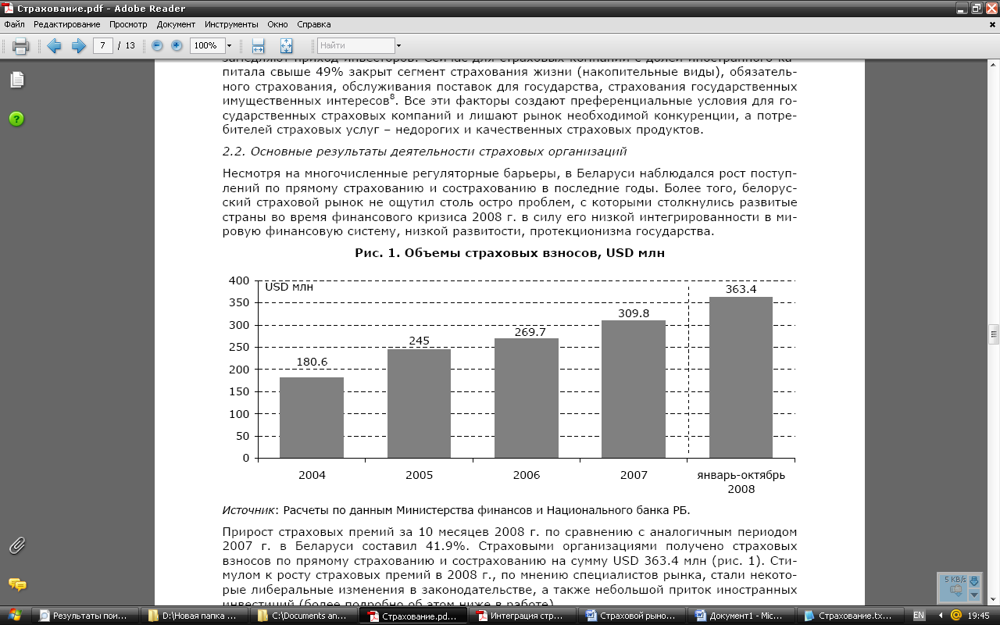 Страхование.pdf - Adobe Reader
Файл Редактирование Просмотр Документ Инструменты Окно Справка
7 / 13 100% Найти
замедляют приход инвесторов. Сейчас для страховых компаний с долей иностранного ка-
питала свыше 49% закрыт сегмент страхования жизни (накопительные виды), обязатель-
ного страхования, обслуживания поставок для государства, страхования государственных
имущественных интересов8. Все эти факторы создают преференциальные условия для го-
сударственных страховых компаний и лишают рынок необходимой конкуренции, а потре-
бителей страховых услуг – недорогих и качественных страховых продуктов.
2.2. Основные результаты деятельности страховых организаций
Несмотря на многочисленные регуляторные барьеры, в Беларуси наблюдался рост поступ-
лений по прямому страхованию и сострахованию в последние годы. Более того, белорус-
ский страховой рынок не ощутил столь остро проблем, с которыми столкнулись развитые
страны во время финансового кризиса 2008 г. в силу его низкой интегрированности в ми-
ровую финансовую систему, низкой развитости, протекционизма государства.
Рис. 1. Объемы страховых взносов, USD млн
400
USD млн
363.4
350
309.8
300
269.7
250
245
200
180.6
150
100
50
0
2004 2005 2006 2007 январь-октябрь
2008
Источник: Расчеты по данным Министерства финансов и Национального банка РБ.
Прирост страховых премий за 10 месяцев 2008 г. по сравнению с аналогичным периодом
2007 г. в Беларуси составил 41.9%. Страховыми организациями получено страховых
взносов по прямому страхованию и сострахованию на сумму USD 363.4 млн (рис. 1). Сти-
мулом к росту страховых премий в 2008 г., по мнению специалистов рынка, стали некото-
рые либеральные изменения в законодательстве, а также небольшой приток иностранных
инвестиций (более подробно об этом ниже в работе).
5 KB/s
Результаты пои... D:\Новая папка ... C:\Documents an... Страхование.pd... Интеграция стр... Страховой рыно... Документ1 - Mic... Страхование.tx... EN 19:45